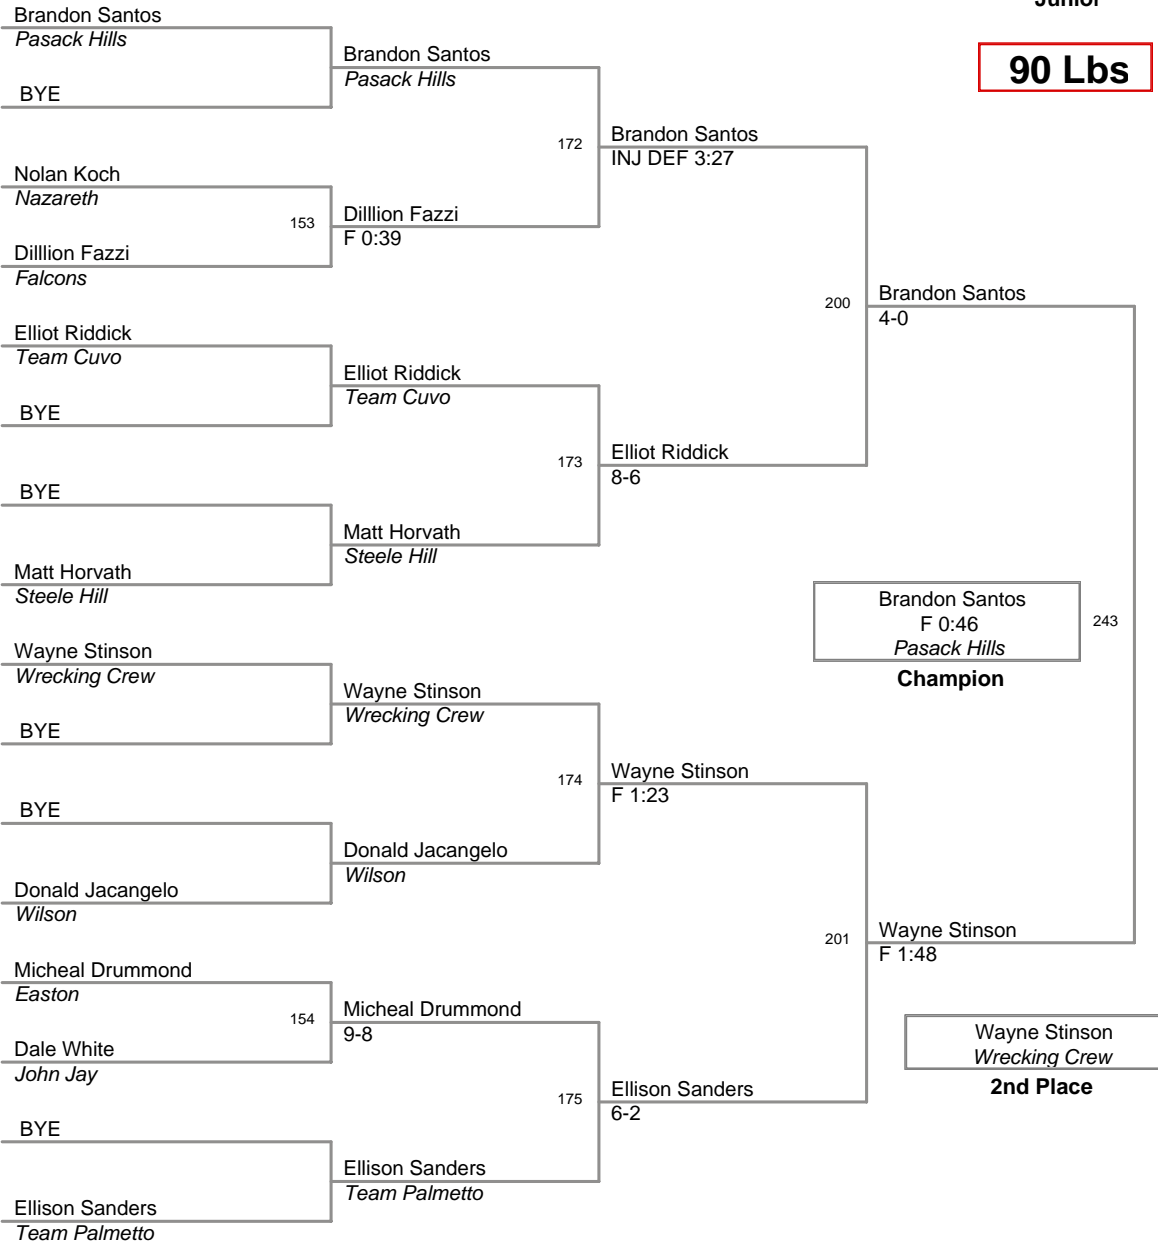 Junior
90 Lbs
Brandon Santos
Pasack Hills
BYE
Nolan Koch
Nazareth
153
Dilllion Fazzi
Falcons
Elliot Riddick
Team Cuvo
BYE
BYE
Matt Horvath
Steele Hill
Wayne Stinson
Wrecking Crew
BYE
BYE
Donald Jacangelo
Wilson
Micheal Drummond
Easton
154
Dale White
John Jay
BYE
Ellison Sanders
Team Palmetto
Brandon Santos
Pasack Hills
172
Dilllion Fazzi
F 0:39
Elliot Riddick
Team Cuvo
173
Matt Horvath
Steele Hill
Wayne Stinson
Wrecking Crew
174
Donald Jacangelo
Wilson
Micheal Drummond
9-8
175
Ellison Sanders
Team Palmetto
Brandon Santos
INJ DEF 3:27
200
Elliot Riddick
8-6
Wayne Stinson
F 1:23
201
Ellison Sanders
6-2
Brandon Santos
4-0
Brandon Santos
F 0:46
Pasack Hills
243
Champion
Wayne Stinson
F 1:48
Wayne Stinson
Wrecking Crew
2nd Place